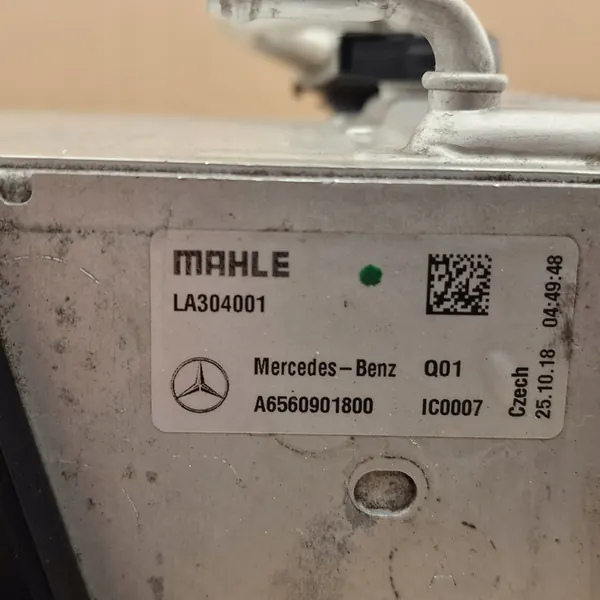 MAHLE
LA304001
Mercedes-Benz Q01
A6560901800 IC0007
Czech
25.10.18 04:49:48